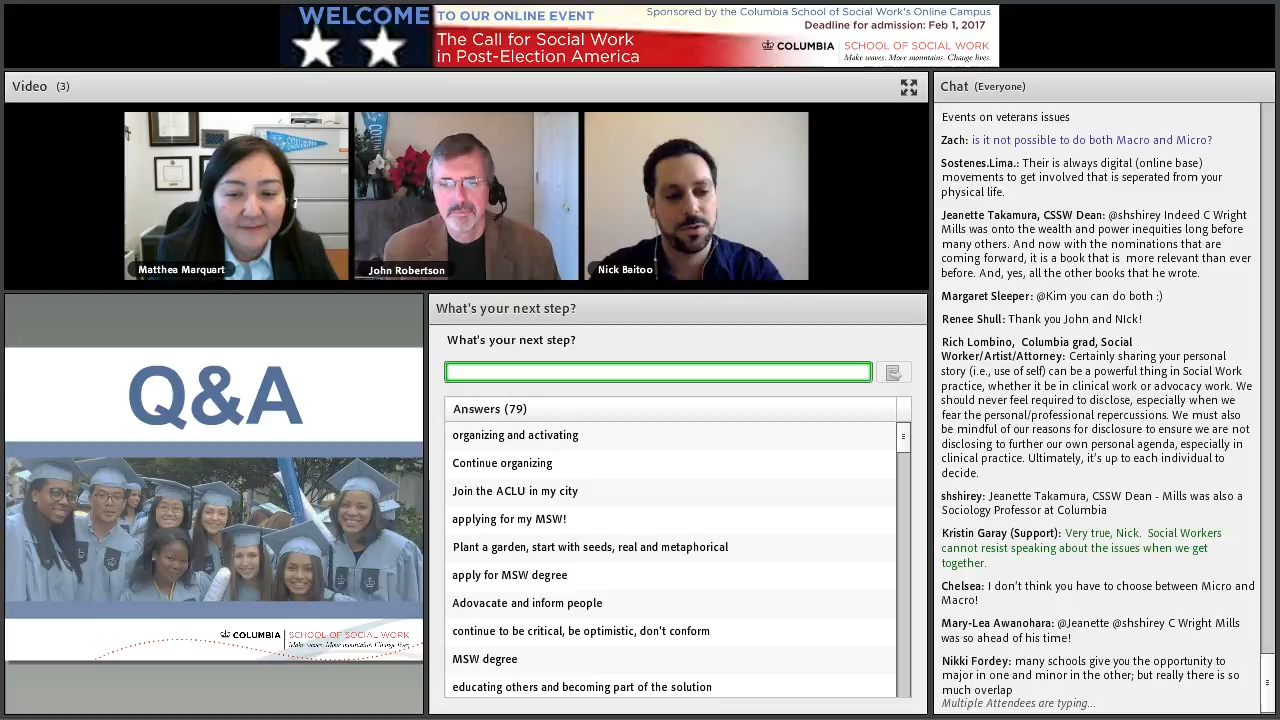 WELCOME TO OUR ONLINE EVENT
Sponsored by the Columbia School of Social Work's Online Campus
Deadline for admission: Feb 1, 2017
The Call for Social Work
in Post-Election America
COLUMBIA SCHOOL OF SOCIAL WORK
Make waves. Move mountains. Change lives.
Video (3)
Matthea Marquart
John Robertson
Nick Baitoo
Q&A
COLUMBIA SCHOOL OF SOCIAL WORK
Make waves. Move mountains. Change lives.
What's your next step?
What's your next step?
Answers (79)
organizing and activating
Continue organizing
Join the ACLU in my city
applying for my MSW!
Plant a garden, start with seeds, real and metaphorical
apply for MSW degree
Adovacate and inform people
continue to be critical, be optimistic, don't conform
MSW degree
educating others and becoming part of the solution
Chat (Everyone)
Events on veterans issues
Zach: is it not possible to do both Macro and Micro?
Sostenes.Lima.: Their is always digital (online base)
movements to get involved that is seperated from your
physical life.
Jeanette Takamura, CSSW Dean: @shshirey Indeed C Wright
Mills was onto the wealth and power inequities long before
many others. And now with the nominations that are
coming forward, it is a book that is more relevant than ever
before. And, yes, all the other books that he wrote.
Margaret Sleeper: @Kim you can do both :)
Renee Shull: Thank you John and NIck!
Rich Lombino, Columbia grad, Social
Worker/Artist/Attorney: Certainly sharing your personal
story (i.e., use of self) can be a powerful thing in Social Work
practice, whether it be in clinical work or advocacy work. We
should never feel required to disclose, especially when we
fear the personal/professional repercussions. We must also
be mindful of our reasons for disclosure to ensure we are not
disclosing to further our own personal agenda, especially in
clinical practice. Ultimately, it's up to each individual to
decide.
shshirey: Jeanette Takamura, CSSW Dean - Mills was also a
Sociology Professor at Columbia
Kristin Garay (Support): Very true, Nick. Social Workers
cannot resist speaking about the issues when we get
together.
Chelsea: I don't think you have to choose between Micro and
Macro!
Mary-Lea Awanohara: @Jeanette @shshirey C Wright Mills
was so ahead of his time!
Nikki Fordey: many schools give you the opportunity to
major in one and minor in the other; but really there is so
much overlap
Multiple Attendees are typing...